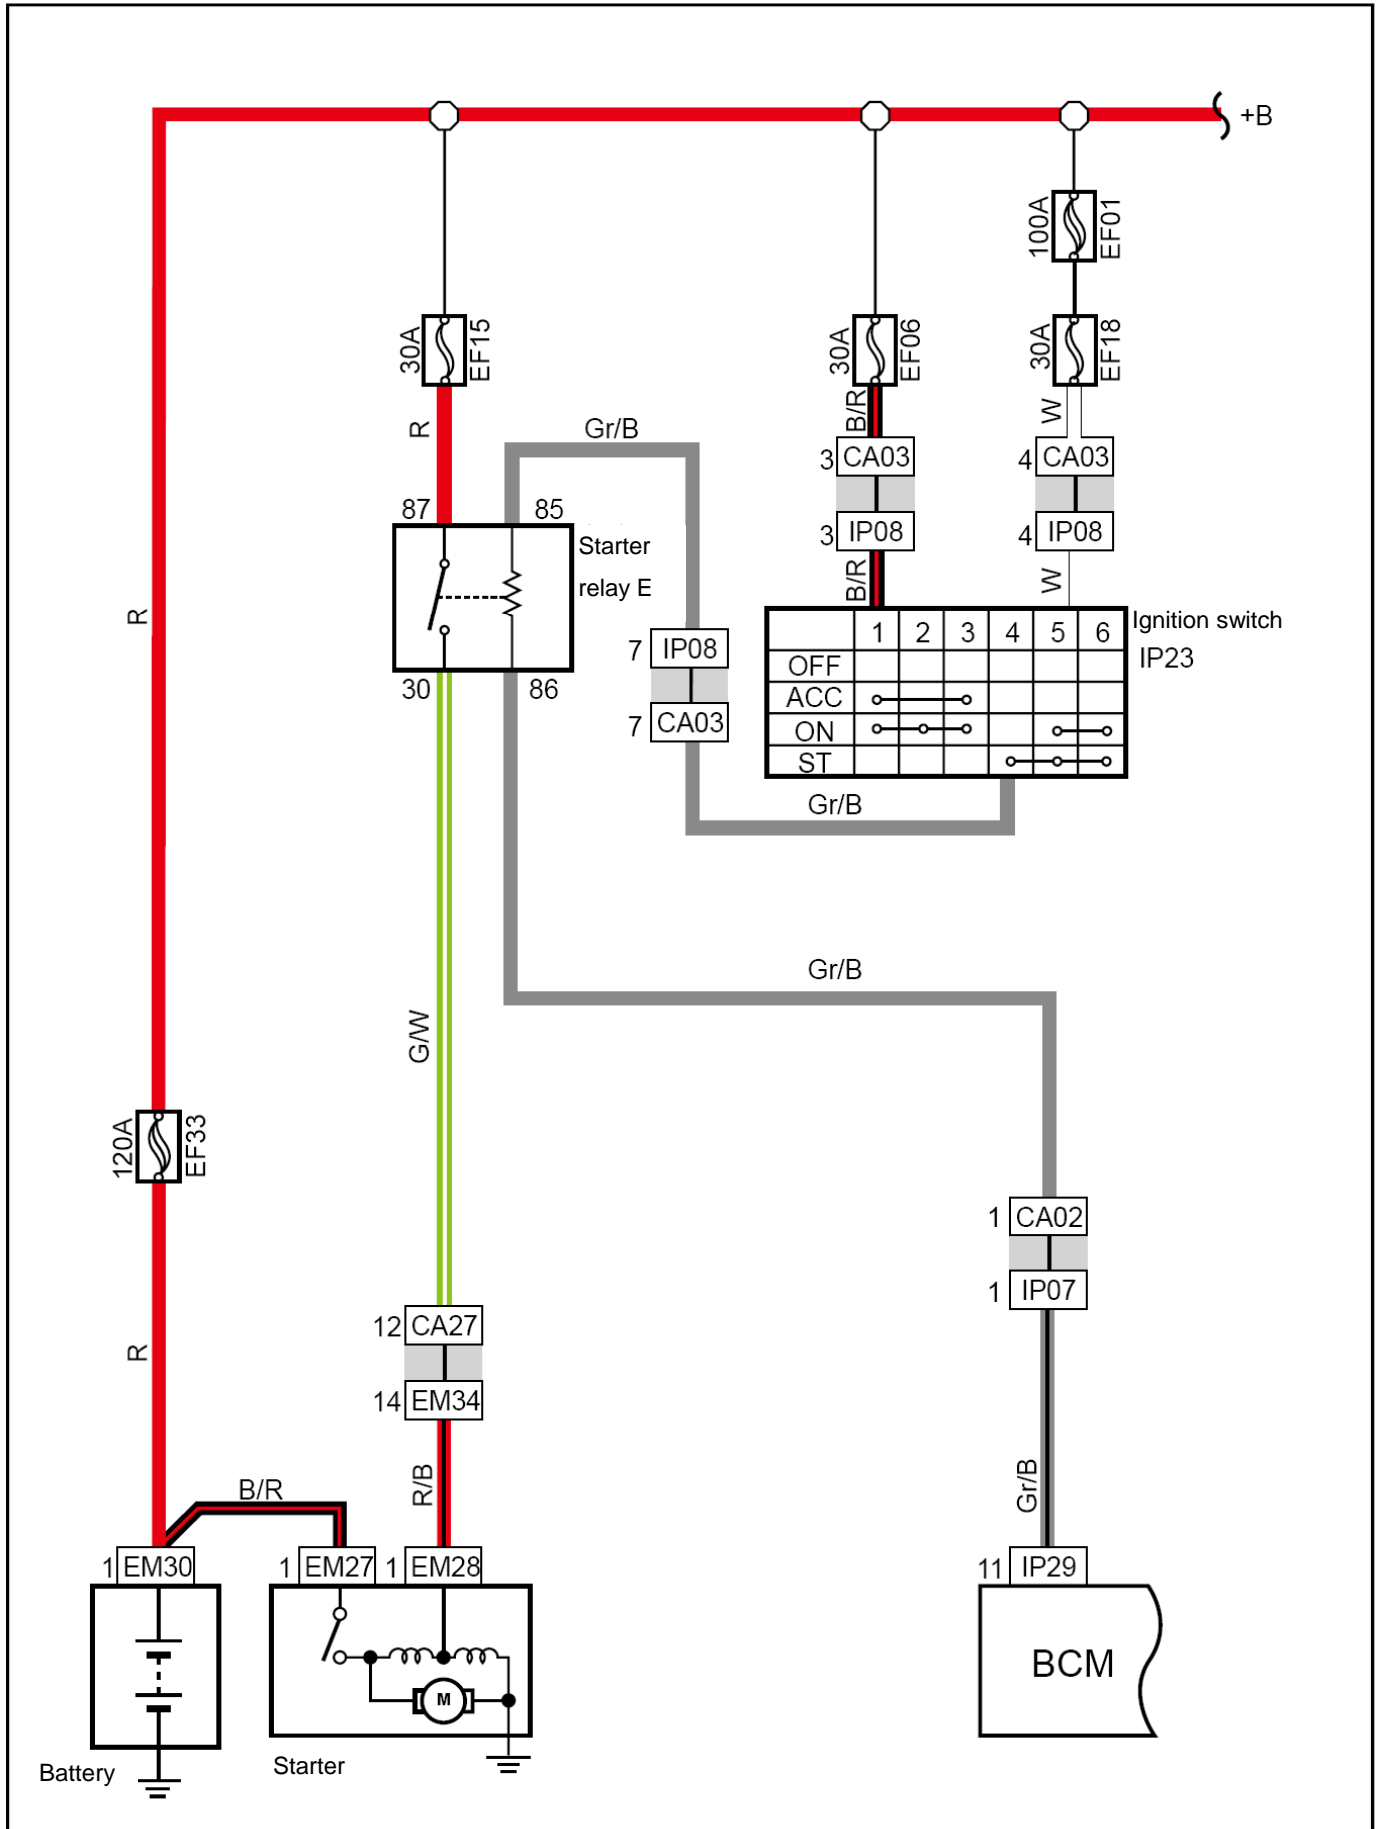 +B
100A
EF01
30A
EF15
30A
EF06
30A
EF18
R
B/R
W
Gr/B
3 CA03
4 CA03
87
85
3 IP08
4 IP08
Starter
relay E
B/R
W
R
1 2 3 4 5 6
Ignition switch
IP23
OFF
ACC
ON
ST
7 IP08
7 CA03
30
86
Gr/B
Gr/B
G/W
120A
EF33
1 CA02
1 IP07
12 CA27
14 EM34
R
R/B
Gr/B
B/R
1 EM30
1 EM27
1 EM28
11 IP29
M
BCM
Battery
Starter